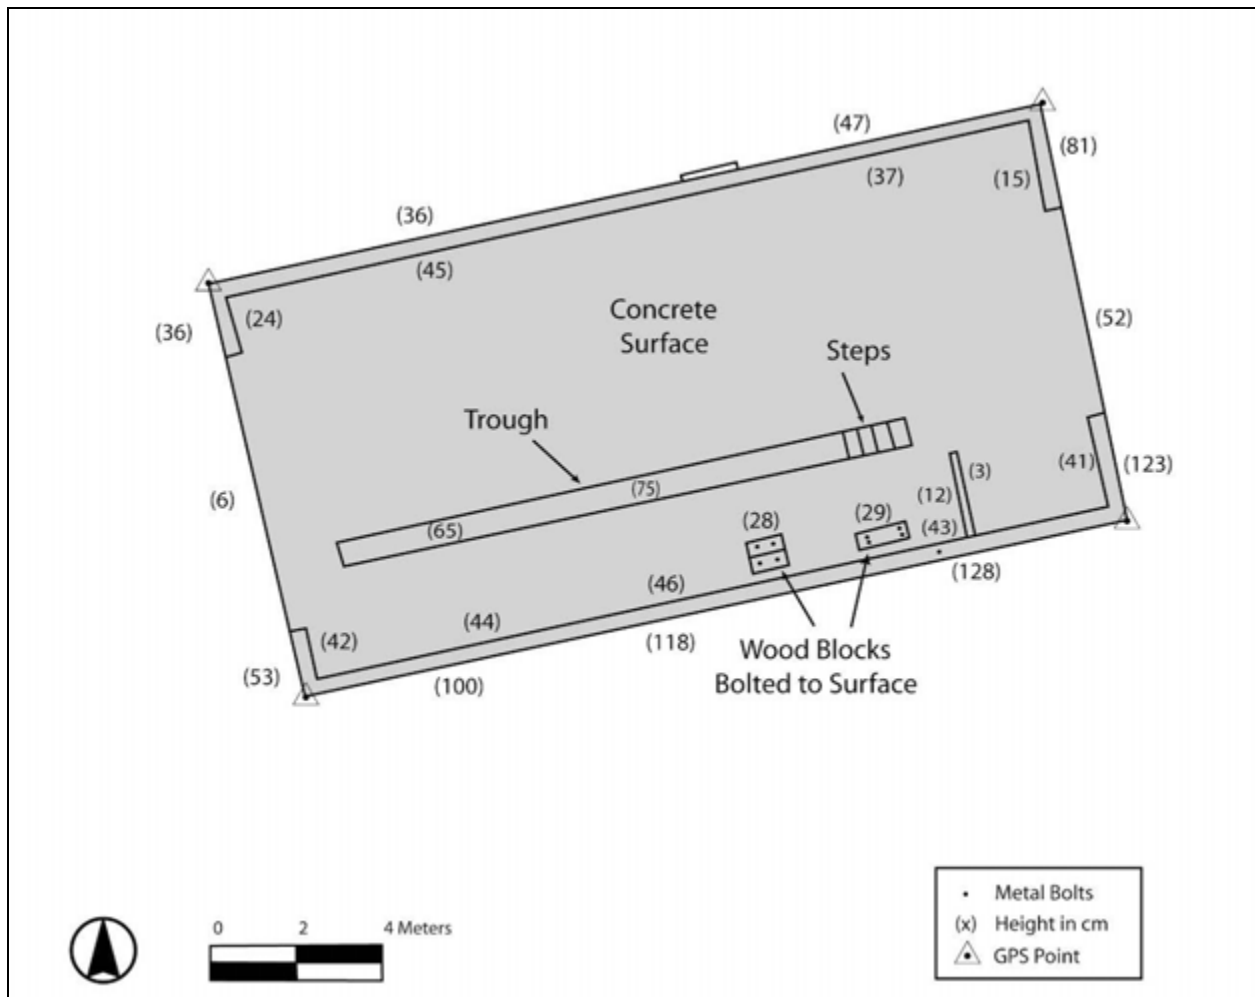 (47)
(81)
(37)
(15)
(36)
(45)
(24)
(36)
Concrete
Surface
(52)
Steps
Trough
(41)
(123)
(3)
(12)
(75)
(6)
(65)
(28)
(29)
(43)
(128)
(46)
(44)
(42)
(118)
Wood Blocks
Bolted to Surface
(53)
(100)
0 2 4 Meters
Metal Bolts
(x) Height in cm
GPS Point